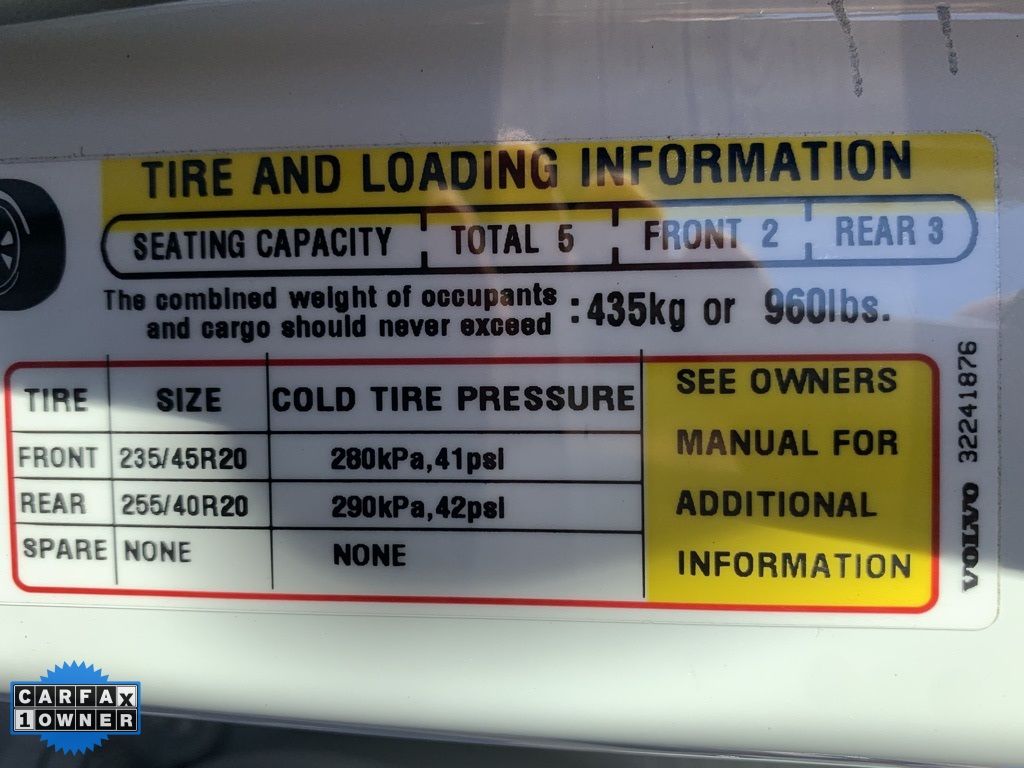 TIRE AND LOADING INFORMATION
SEATING CAPACITY TOTAL 5 FRONT 2 REAR 3
The combined weight of occupants
and cargo should never exceed :435kg or 960lbs.
TIRE SIZE COLD TIRE PRESSURE
FRONT 235/45R20 280kPa,41psi
REAR 255/40R20 290kPa,42psi
SPARE NONE NONE
SEE OWNERS
MANUAL FOR
ADDITIONAL
INFORMATION
VOLVO 32241876
CARFAX
1 OWNER